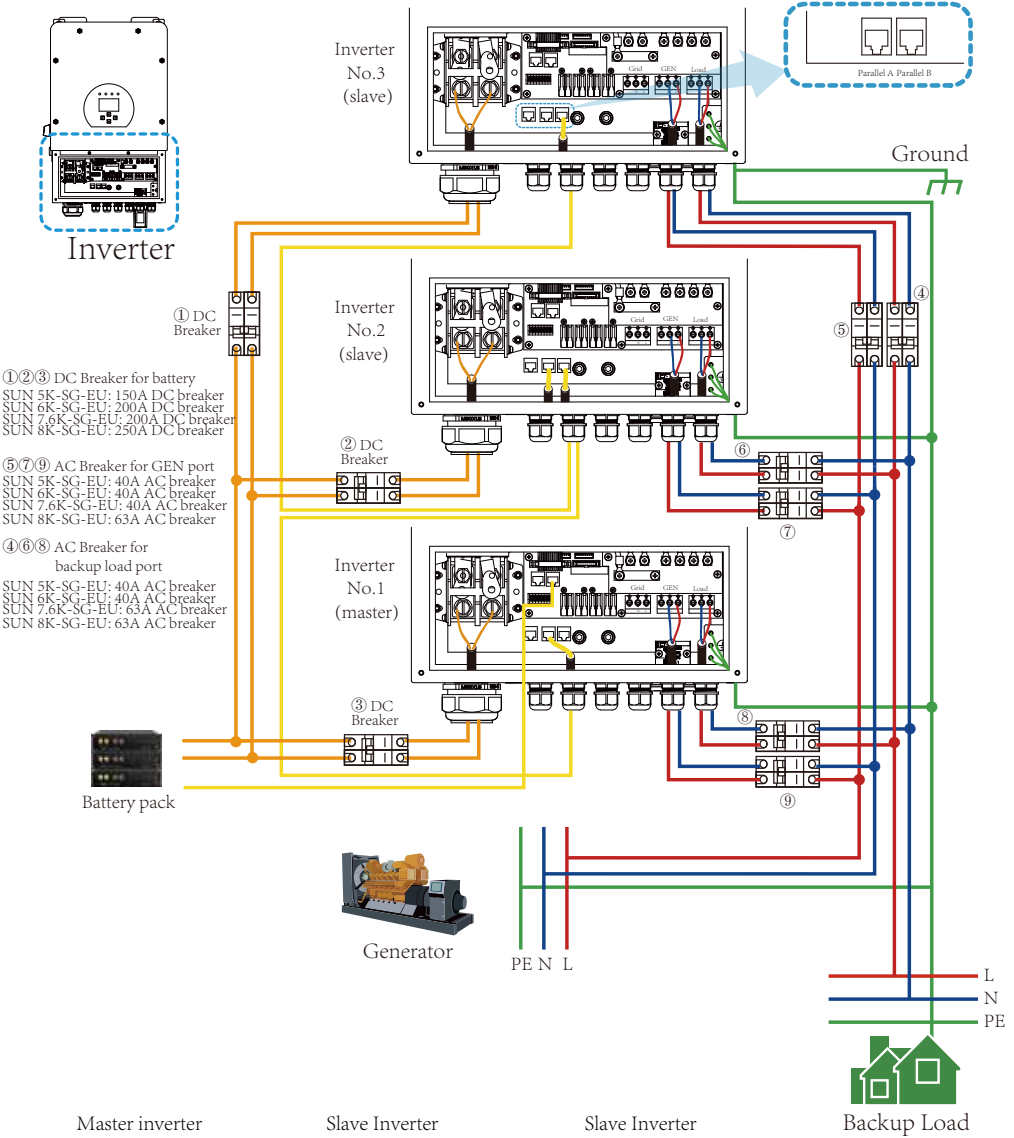 Inverter
No.3
(slave)
Grid GEN Load
Parallel A Parallel B
Ground
Inverter
① DC
Breaker
Inverter
No.2
(slave)
Grid GEN Load
④
⑤
①②③ DC Breaker for battery
SUN 5K-SG-EU: 150A DC breaker
SUN 6K-SG-EU: 200A DC breaker
SUN 7.6K-SG-EU: 200A DC breaker
SUN 8K-SG-EU: 250A DC breaker
② DC
Breaker
⑥
⑦
⑤⑦⑨ AC Breaker for GEN port
SUN 5K-SG-EU: 40A AC breaker
SUN 6K-SG-EU: 40A AC breaker
SUN 7.6K-SG-EU: 40A AC breaker
SUN 8K-SG-EU: 63A AC breaker
④⑥⑧ AC Breaker for
backup load port
SUN 5K-SG-EU: 40A AC breaker
SUN 6K-SG-EU: 40A AC breaker
SUN 7.6K-SG-EU: 63A AC breaker
SUN 8K-SG-EU: 63A AC breaker
Inverter
No.1
(master)
Grid GEN Load
③ DC
Breaker
⑧
⑨
Battery pack
Generator
PE N L
L
N
PE
Backup Load
Master inverter
Slave Inverter
Slave Inverter